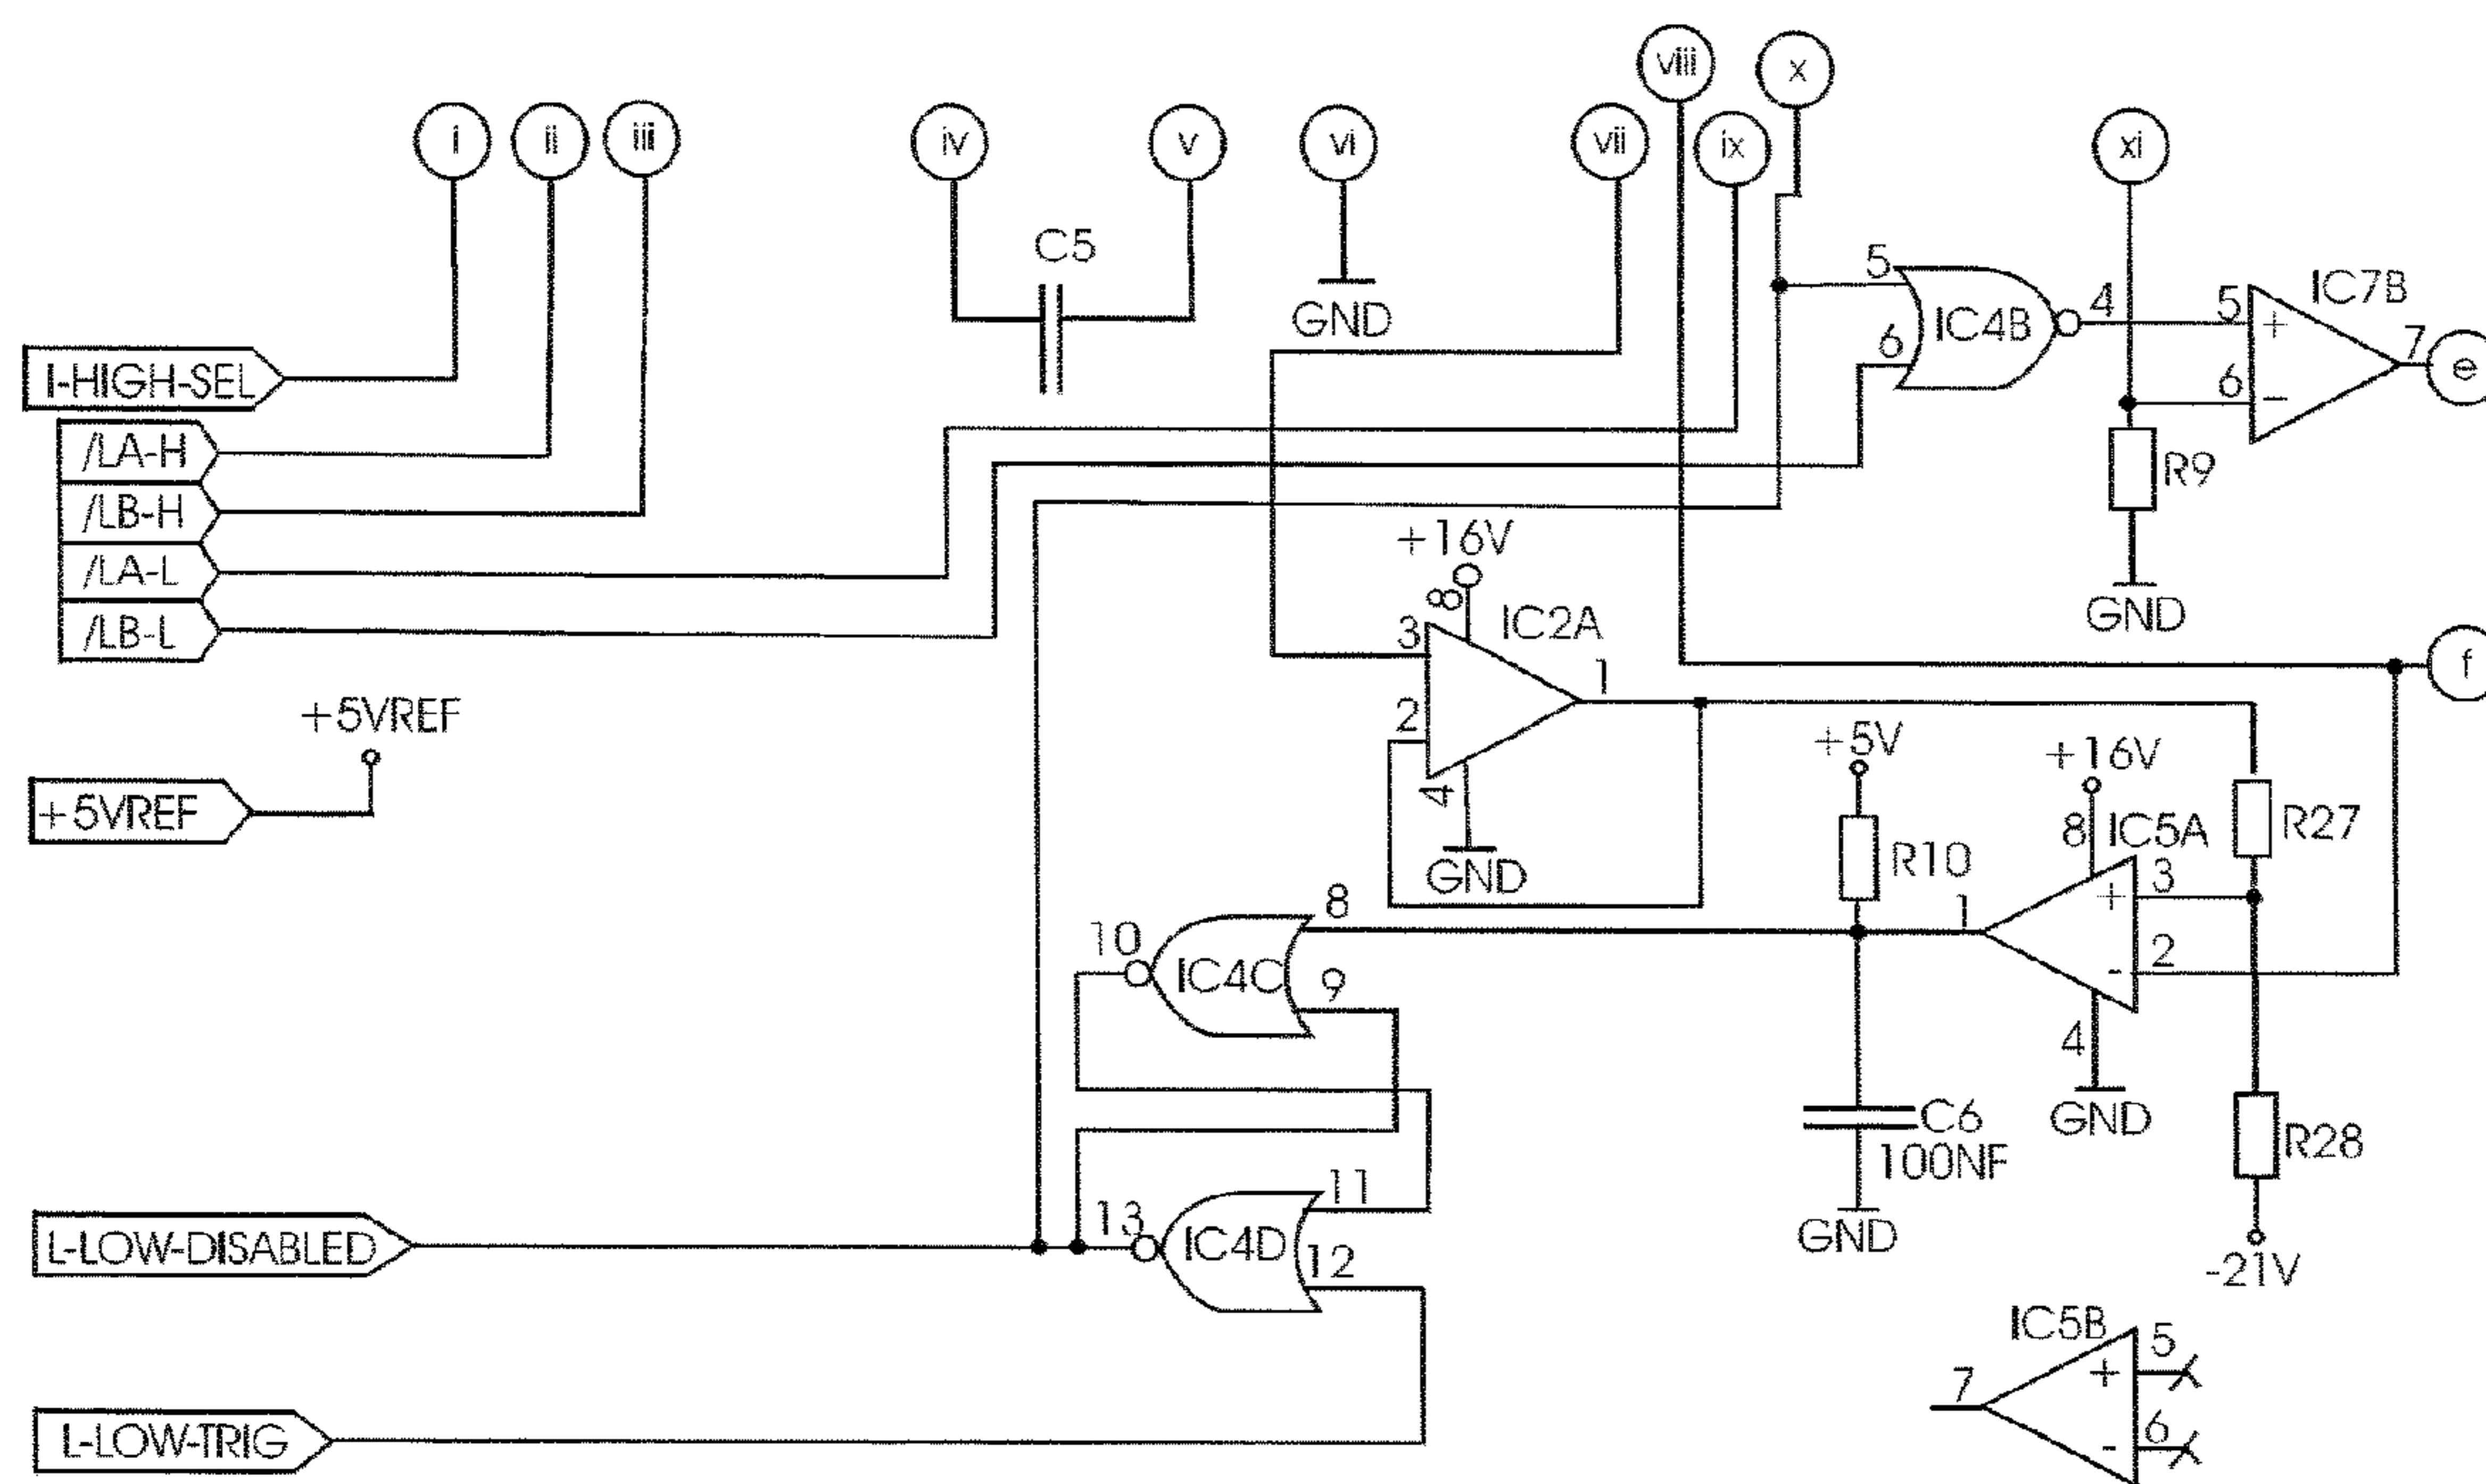 viii
x
i
ii
iii
iv
v
vi
vii
ix
xi
C5
GND
5
6
IC4B
4
5
+
6
−
IC7B
7
e
I-HIGH-SEL
/LA-H
/LB-H
/LA-L
/LB-L
R9
GND
+16V
8
IC2A
3
2
1
4
GND
f
+5VREF
+5VREF
+5V
R10
+16V
8
IC5A
1
+
3
-
2
4
GND
R27
R28
-21V
10
IC4C
8
9
C6
100NF
GND
L-LOW-DISABLED
13
IC4D
11
12
L-LOW-TRIG
IC5B
7
+
5
-
6